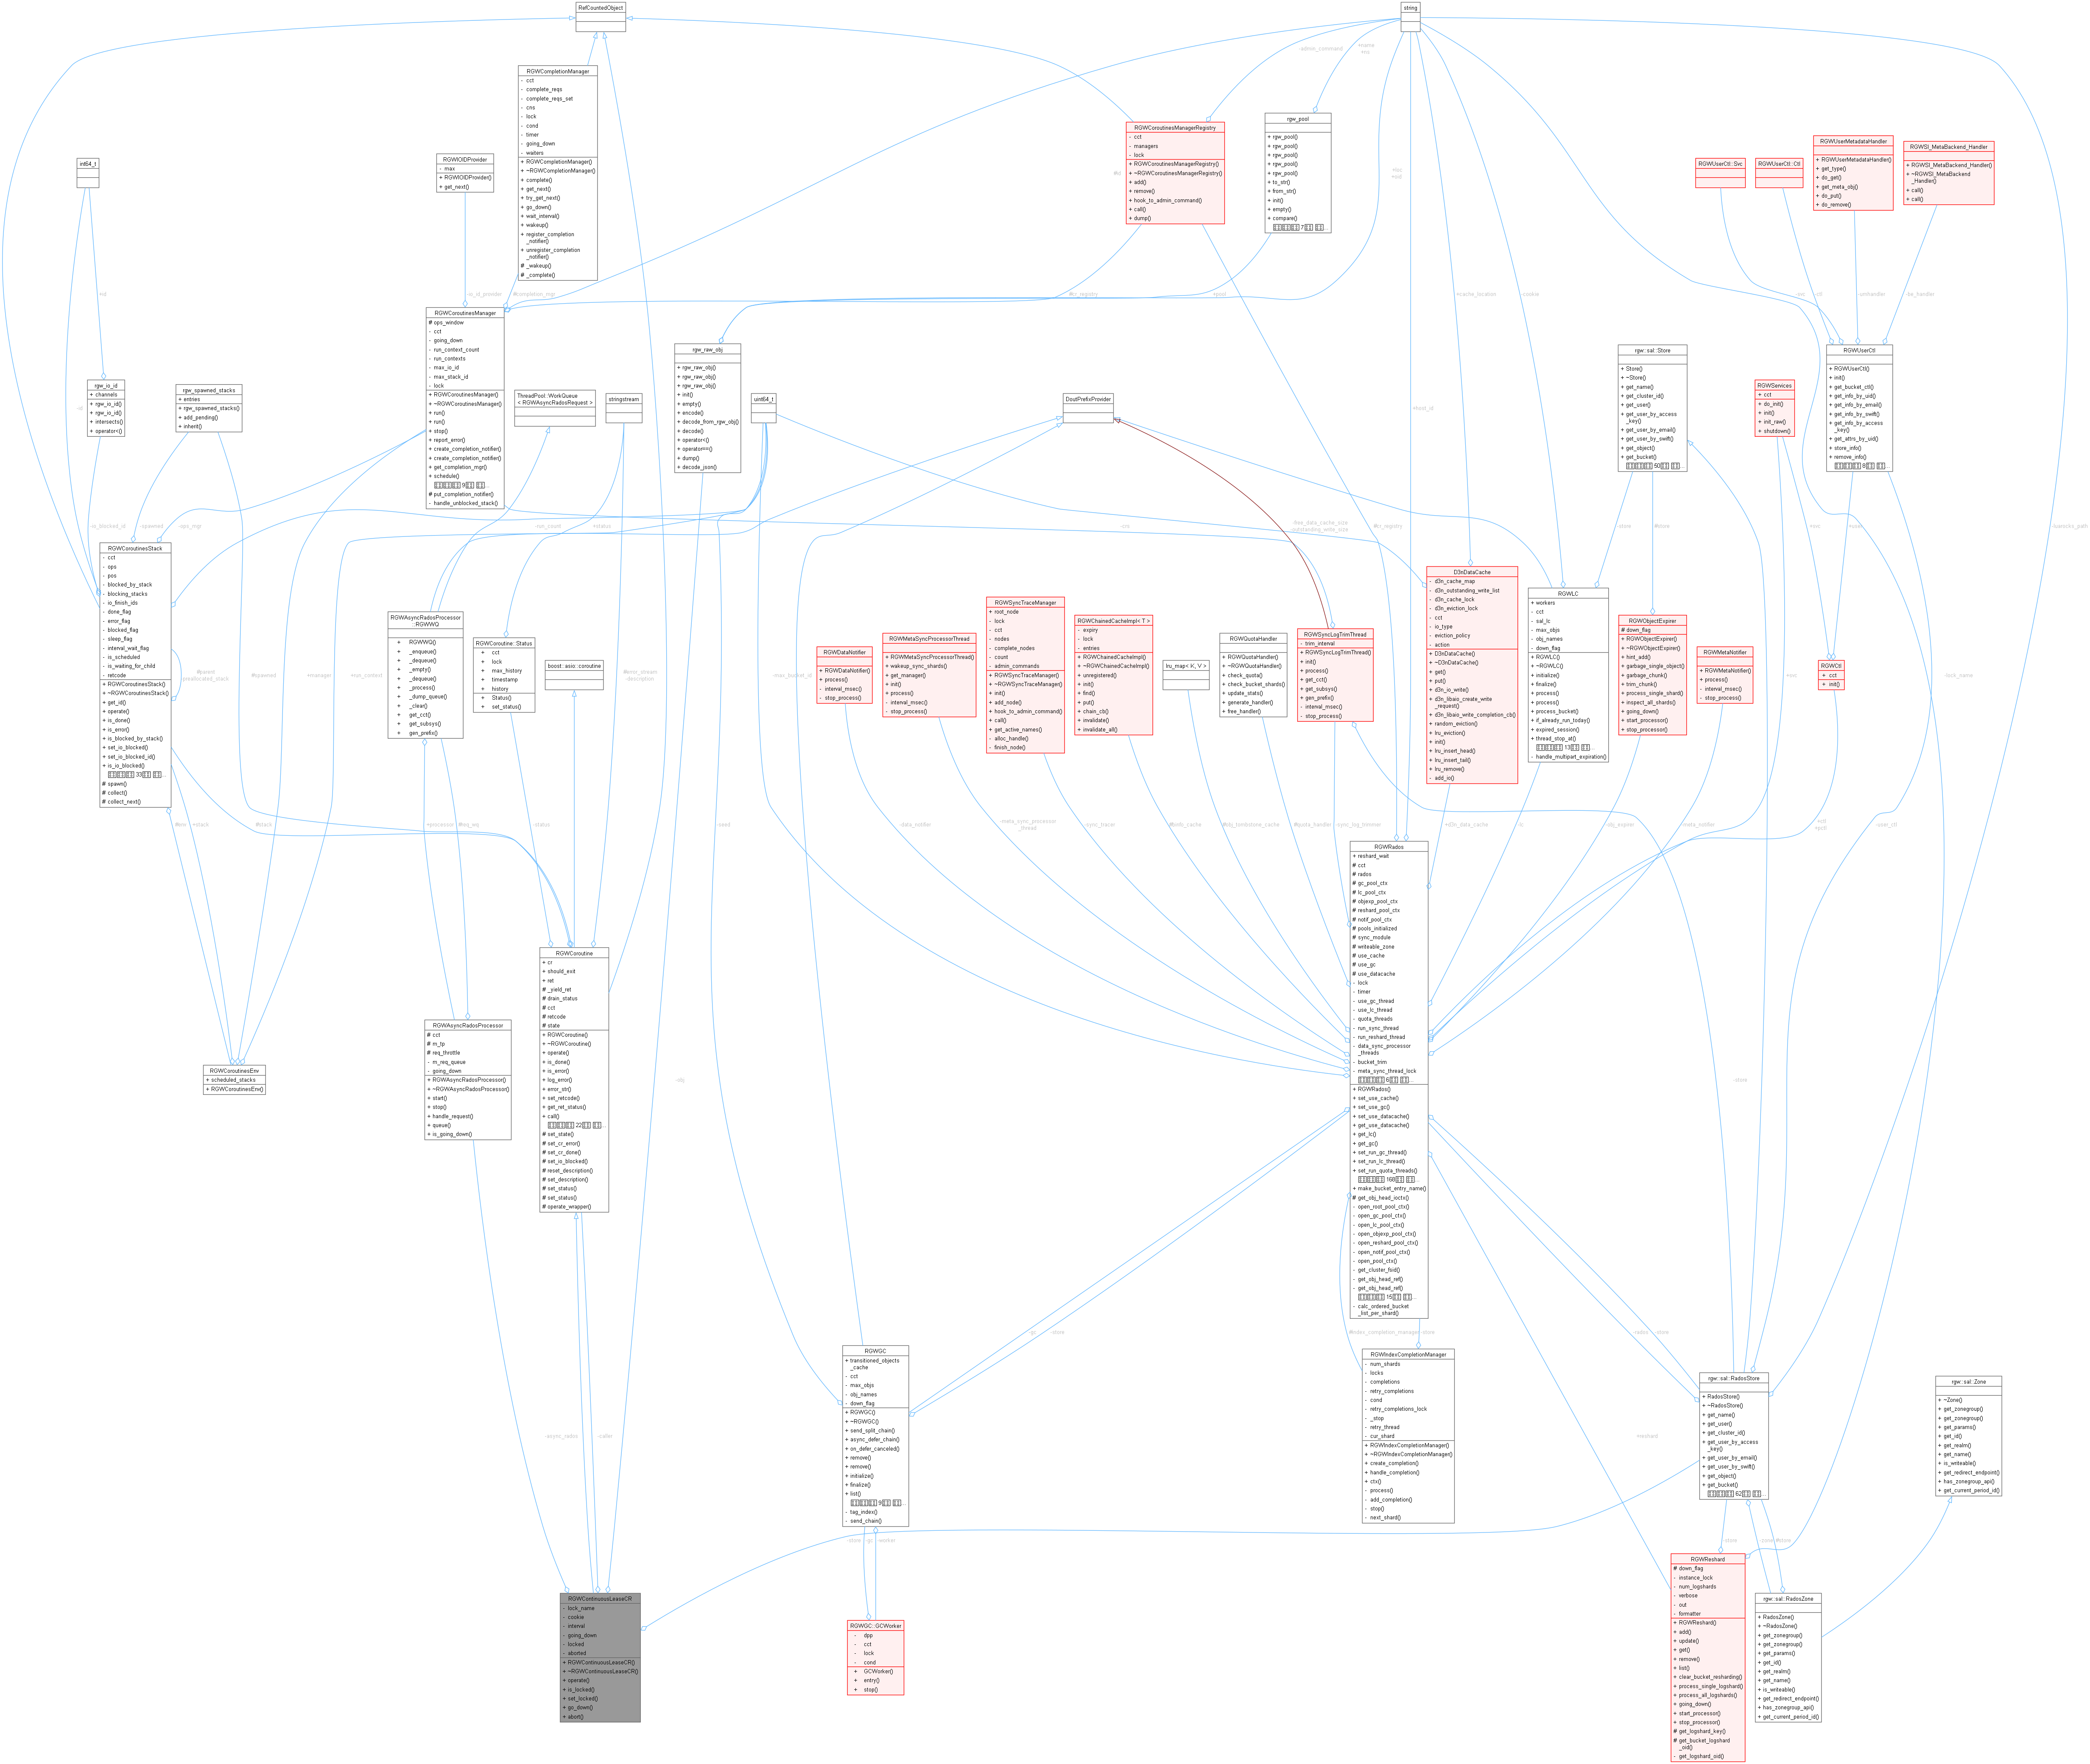 RefCountedObject
string
RGWCompletionManager
- cct
- complete_reqs
- complete_reqs_set
- cns
- lock
- cond
- timer
- going_down
- waiters
+ RGWCompletionManager()
+ ~RGWCompletionManager()
+ complete()
+ get_next()
+ try_get_next()
+ go_down()
+ wait_interval()
+ wakeup()
+ register_completion
_notifier()
+ unregister_completion
_notifier()
# _wakeup()
# _complete()
RGWCoroutinesManagerRegistry
- cct
- managers
- lock
+ RGWCoroutinesManagerRegistry()
+ ~RGWCoroutinesManagerRegistry()
+ add()
+ remove()
+ hook_to_admin_command()
+ call()
+ dump()
rgw_pool
+ rgw_pool()
+ rgw_pool()
+ rgw_pool()
+ rgw_pool()
+ rgw_pool()
+ to_str()
+ from_str()
+ init()
+ empty()
+ compare()
int64_t
RGWIOIDProvider
- max
+ RGWIOIDProvider()
+ get_next()
RGWUserCtl::Svc
RGWUserCtl::Ctl
RGWUserMetadataHandler
+ RGWUserMetadataHandler()
+ get_type()
+ do_get()
+ get_meta_obj()
+ do_put()
+ do_remove()
RGWSI_MetaBackend_Handler
+ RGWSI_MetaBackend_Handler()
+ ~RGWSI_MetaBackend
_Handler()
+ call()
+ call()
RGWCoroutinesManager
# ops_window
- cct
- going_down
- run_context_count
- run_contexts
- max_io_id
- max_stack_id
- lock
+ RGWCoroutinesManager()
+ ~RGWCoroutinesManager()
+ run()
+ run()
+ stop()
+ report_error()
+ create_completion_notifier()
+ create_completion_notifier()
+ get_completion_mgr()
+ schedule()
# put_completion_notifier()
- handle_unblocked_stack()
rgw_raw_obj
+ rgw_raw_obj()
+ rgw_raw_obj()
+ rgw_raw_obj()
+ init()
+ empty()
+ encode()
+ decode_from_rgw_obj()
+ decode()
+ operator<()
+ operator==()
+ dump()
+ decode_json()
rgw::sal::Store
+ Store()
+ ~Store()
+ get_name()
+ get_cluster_id()
+ get_user()
+ get_user_by_access
_key()
+ get_user_by_email()
+ get_user_by_swift()
+ get_object()
+ get_bucket()
RGWUserCtl
+ RGWUserCtl()
+ init()
+ get_bucket_ctl()
+ get_info_by_uid()
+ get_info_by_email()
+ get_info_by_swift()
+ get_info_by_access
_key()
+ get_attrs_by_uid()
+ store_info()
+ remove_info()
RGWServices
+ cct
+ do_init()
+ init()
+ init_raw()
+ shutdown()
rgw_io_id
+ channels
+ rgw_io_id()
+ rgw_io_id()
+ intersects()
+ operator<()
rgw_spawned_stacks
+ entries
+ rgw_spawned_stacks()
+ add_pending()
+ inherit()
ThreadPool::WorkQueue
< RGWAsyncRadosRequest >
stringstream
uint64_t
DoutPrefixProvider
RGWCoroutinesStack
- cct
- ops
- pos
- blocked_by_stack
- blocking_stacks
- io_finish_ids
- done_flag
- error_flag
- blocked_flag
- sleep_flag
- interval_wait_flag
- is_scheduled
- is_waiting_for_child
- retcode
+ RGWCoroutinesStack()
+ ~RGWCoroutinesStack()
+ get_id()
+ operate()
+ is_done()
+ is_error()
+ is_blocked_by_stack()
+ set_io_blocked()
+ set_io_blocked_id()
+ is_io_blocked()
# spawn()
# collect()
# collect_next()
RGWAsyncRadosProcessor
::RGWWQ
+ RGWWQ()
+ _enqueue()
+ _dequeue()
+ _empty()
+ _dequeue()
+ _process()
+ _dump_queue()
+ _clear()
+ get_cct()
+ get_subsys()
+ gen_prefix()
RGWCoroutine::Status
+ cct
+ lock
+ max_history
+ timestamp
+ history
+ Status()
+ set_status()
boost::asio::coroutine
RGWDataNotifier
+ RGWDataNotifier()
+ process()
- interval_msec()
- stop_process()
RGWMetaSyncProcessorThread
+ RGWMetaSyncProcessorThread()
+ wakeup_sync_shards()
+ get_manager()
+ init()
+ process()
- interval_msec()
- stop_process()
RGWSyncTraceManager
+ root_node
- lock
- cct
- nodes
- complete_nodes
- count
- admin_commands
+ RGWSyncTraceManager()
+ ~RGWSyncTraceManager()
+ init()
+ add_node()
+ hook_to_admin_command()
+ call()
+ get_active_names()
- alloc_handle()
- finish_node()
RGWChainedCacheImpl< T >
- expiry
- lock
- entries
+ RGWChainedCacheImpl()
+ ~RGWChainedCacheImpl()
+ unregistered()
+ init()
+ find()
+ put()
+ chain_cb()
+ invalidate()
+ invalidate_all()
lru_map< K, V >
RGWQuotaHandler
+ RGWQuotaHandler()
+ ~RGWQuotaHandler()
+ check_quota()
+ check_bucket_shards()
+ update_stats()
+ generate_handler()
+ free_handler()
RGWSyncLogTrimThread
- trim_interval
+ RGWSyncLogTrimThread()
+ init()
+ process()
+ get_cct()
+ get_subsys()
+ gen_prefix()
- interval_msec()
- stop_process()
D3nDataCache
- d3n_cache_map
- d3n_outstanding_write_list
- d3n_cache_lock
- d3n_eviction_lock
- cct
- io_type
- eviction_policy
- action
+ D3nDataCache()
+ ~D3nDataCache()
+ get()
+ put()
+ d3n_io_write()
+ d3n_libaio_create_write
_request()
+ d3n_libaio_write_completion_cb()
+ random_eviction()
+ lru_eviction()
+ init()
+ lru_insert_head()
+ lru_insert_tail()
+ lru_remove()
- add_io()
RGWLC
+ workers
- cct
- sal_lc
- max_objs
- obj_names
- down_flag
+ RGWLC()
+ ~RGWLC()
+ initialize()
+ finalize()
+ process()
+ process()
+ process_bucket()
+ if_already_run_today()
+ expired_session()
+ thread_stop_at()
- handle_multipart_expiration()
RGWObjectExpirer
# down_flag
+ RGWObjectExpirer()
+ ~RGWObjectExpirer()
+ hint_add()
+ garbage_single_object()
+ garbage_chunk()
+ trim_chunk()
+ process_single_shard()
+ inspect_all_shards()
+ going_down()
+ start_processor()
+ stop_processor()
RGWMetaNotifier
+ RGWMetaNotifier()
+ process()
- interval_msec()
- stop_process()
RGWCtl
+ cct
+ init()
RGWRados
+ reshard_wait
# cct
# rados
# gc_pool_ctx
# lc_pool_ctx
# objexp_pool_ctx
# reshard_pool_ctx
# notif_pool_ctx
# pools_initialized
# sync_module
# writeable_zone
# use_cache
# use_gc
# use_datacache
- lock
- timer
- use_gc_thread
- use_lc_thread
- quota_threads
- run_sync_thread
- run_reshard_thread
- data_sync_processor
_threads
- bucket_trim
- meta_sync_thread_lock
+ RGWRados()
+ set_use_cache()
+ set_use_gc()
+ set_use_datacache()
+ get_use_datacache()
+ get_lc()
+ get_gc()
+ set_run_gc_thread()
+ set_run_lc_thread()
+ set_run_quota_threads()
+ make_bucket_entry_name()
# get_obj_head_ioctx()
- open_root_pool_ctx()
- open_gc_pool_ctx()
- open_lc_pool_ctx()
- open_objexp_pool_ctx()
- open_reshard_pool_ctx()
- open_notif_pool_ctx()
- open_pool_ctx()
- get_cluster_fsid()
- get_obj_head_ref()
- get_obj_head_ref()
- calc_ordered_bucket
_list_per_shard()
RGWCoroutine
+ cr
+ should_exit
+ ret
# _yield_ret
# drain_status
# cct
# retcode
# state
+ RGWCoroutine()
+ ~RGWCoroutine()
+ operate()
+ is_done()
+ is_error()
+ log_error()
+ error_str()
+ set_retcode()
+ get_ret_status()
+ call()
# set_state()
# set_cr_error()
# set_cr_done()
# set_io_blocked()
# reset_description()
# set_description()
# set_status()
# set_status()
# operate_wrapper()
RGWAsyncRadosProcessor
# cct
# m_tp
# req_throttle
- m_req_queue
- going_down
+ RGWAsyncRadosProcessor()
+ ~RGWAsyncRadosProcessor()
+ start()
+ stop()
+ handle_request()
+ queue()
+ is_going_down()
RGWCoroutinesEnv
+ scheduled_stacks
+ RGWCoroutinesEnv()
RGWGC
+ transitioned_objects
_cache
- cct
- max_objs
- obj_names
- down_flag
+ RGWGC()
+ ~RGWGC()
+ send_split_chain()
+ async_defer_chain()
+ on_defer_canceled()
+ remove()
+ remove()
+ initialize()
+ finalize()
+ list()
- tag_index()
- send_chain()
RGWIndexCompletionManager
- num_shards
- locks
- completions
- retry_completions
- cond
- retry_completions_lock
- _stop
- retry_thread
- cur_shard
+ RGWIndexCompletionManager()
+ ~RGWIndexCompletionManager()
+ create_completion()
+ handle_completion()
+ ctx()
- process()
- add_completion()
- stop()
- next_shard()
rgw::sal::RadosStore
+ RadosStore()
+ ~RadosStore()
+ get_name()
+ get_user()
+ get_cluster_id()
+ get_user_by_access
_key()
+ get_user_by_email()
+ get_user_by_swift()
+ get_object()
+ get_bucket()
rgw::sal::Zone
+ ~Zone()
+ get_zonegroup()
+ get_zonegroup()
+ get_params()
+ get_id()
+ get_realm()
+ get_name()
+ is_writeable()
+ get_redirect_endpoint()
+ has_zonegroup_api()
+ get_current_period_id()
RGWContinuousLeaseCR
- lock_name
- cookie
- interval
- going_down
- locked
- aborted
+ RGWContinuousLeaseCR()
+ ~RGWContinuousLeaseCR()
+ operate()
+ is_locked()
+ set_locked()
+ go_down()
+ abort()
RGWGC::GCWorker
- dpp
- cct
- lock
- cond
+ GCWorker()
+ entry()
+ stop()
RGWReshard
# down_flag
- instance_lock
- num_logshards
- verbose
- out
- formatter
+ RGWReshard()
+ add()
+ update()
+ get()
+ remove()
+ list()
+ clear_bucket_resharding()
+ process_single_logshard()
+ process_all_logshards()
+ going_down()
+ start_processor()
+ stop_processor()
# get_logshard_key()
# get_bucket_logshard
_oid()
- get_logshard_oid()
rgw::sal::RadosZone
+ RadosZone()
+ ~RadosZone()
+ get_zonegroup()
+ get_zonegroup()
+ get_params()
+ get_id()
+ get_realm()
+ get_name()
+ is_writeable()
+ get_redirect_endpoint()
+ has_zonegroup_api()
+ get_current_period_id()